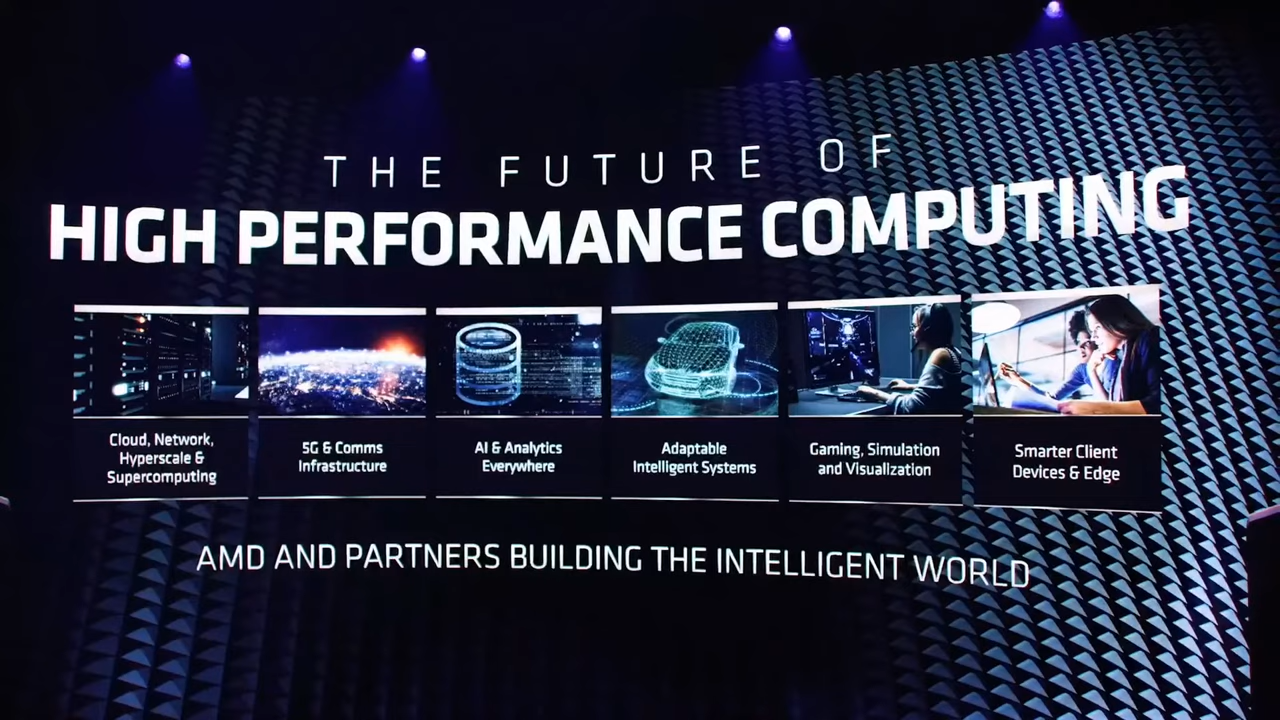 THE FUTURE OF
HIGH PERFORMANCE COMPUTING
Cloud, Network,
Hyperscale &
Supercomputing
5G & Comms
Infrastructure
AI & Analytics
Everywhere
Adaptable
Intelligent Systems
Gaming, Simulation
and Visualization
Smarter Client
Devices & Edge
AMD AND PARTNERS BUILDING THE INTELLIGENT WORLD